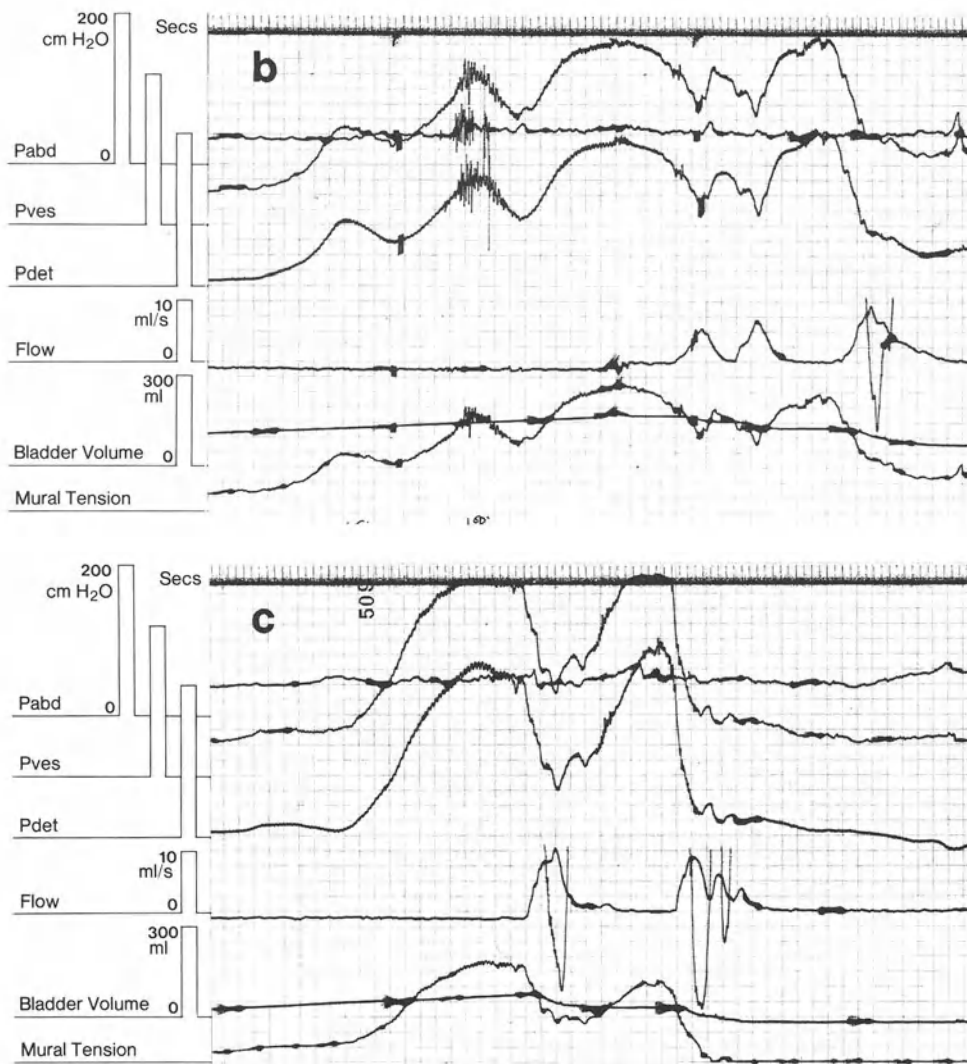 200
cm H₂O
Secs
b
Pabd
0
Pves
Pdet
10
ml/s
Flow
0
300
ml
Bladder Volume
0
Mural Tension
200
cm H₂O
Secs
c
50S
Pabd
0
Pves
Pdet
10
ml/s
Flow
0
300
ml
Bladder Volume
0
Mural Tension